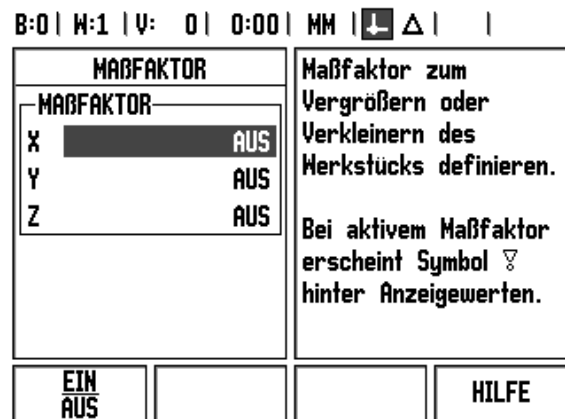 B:0 | W:1 | V: 0 | 0:00 | MM | Δ | |
MAßFAKTOR
MAßFAKTOR
X AUS
Y AUS
Z AUS
Maßfaktor zum
Vergrößern oder
Verkleinern des
Werkstücks definieren.
Bei aktivem Maßfaktor
erscheint Symbol ▽
hinter Anzeigewerten.
EIN
AUS
HILFE